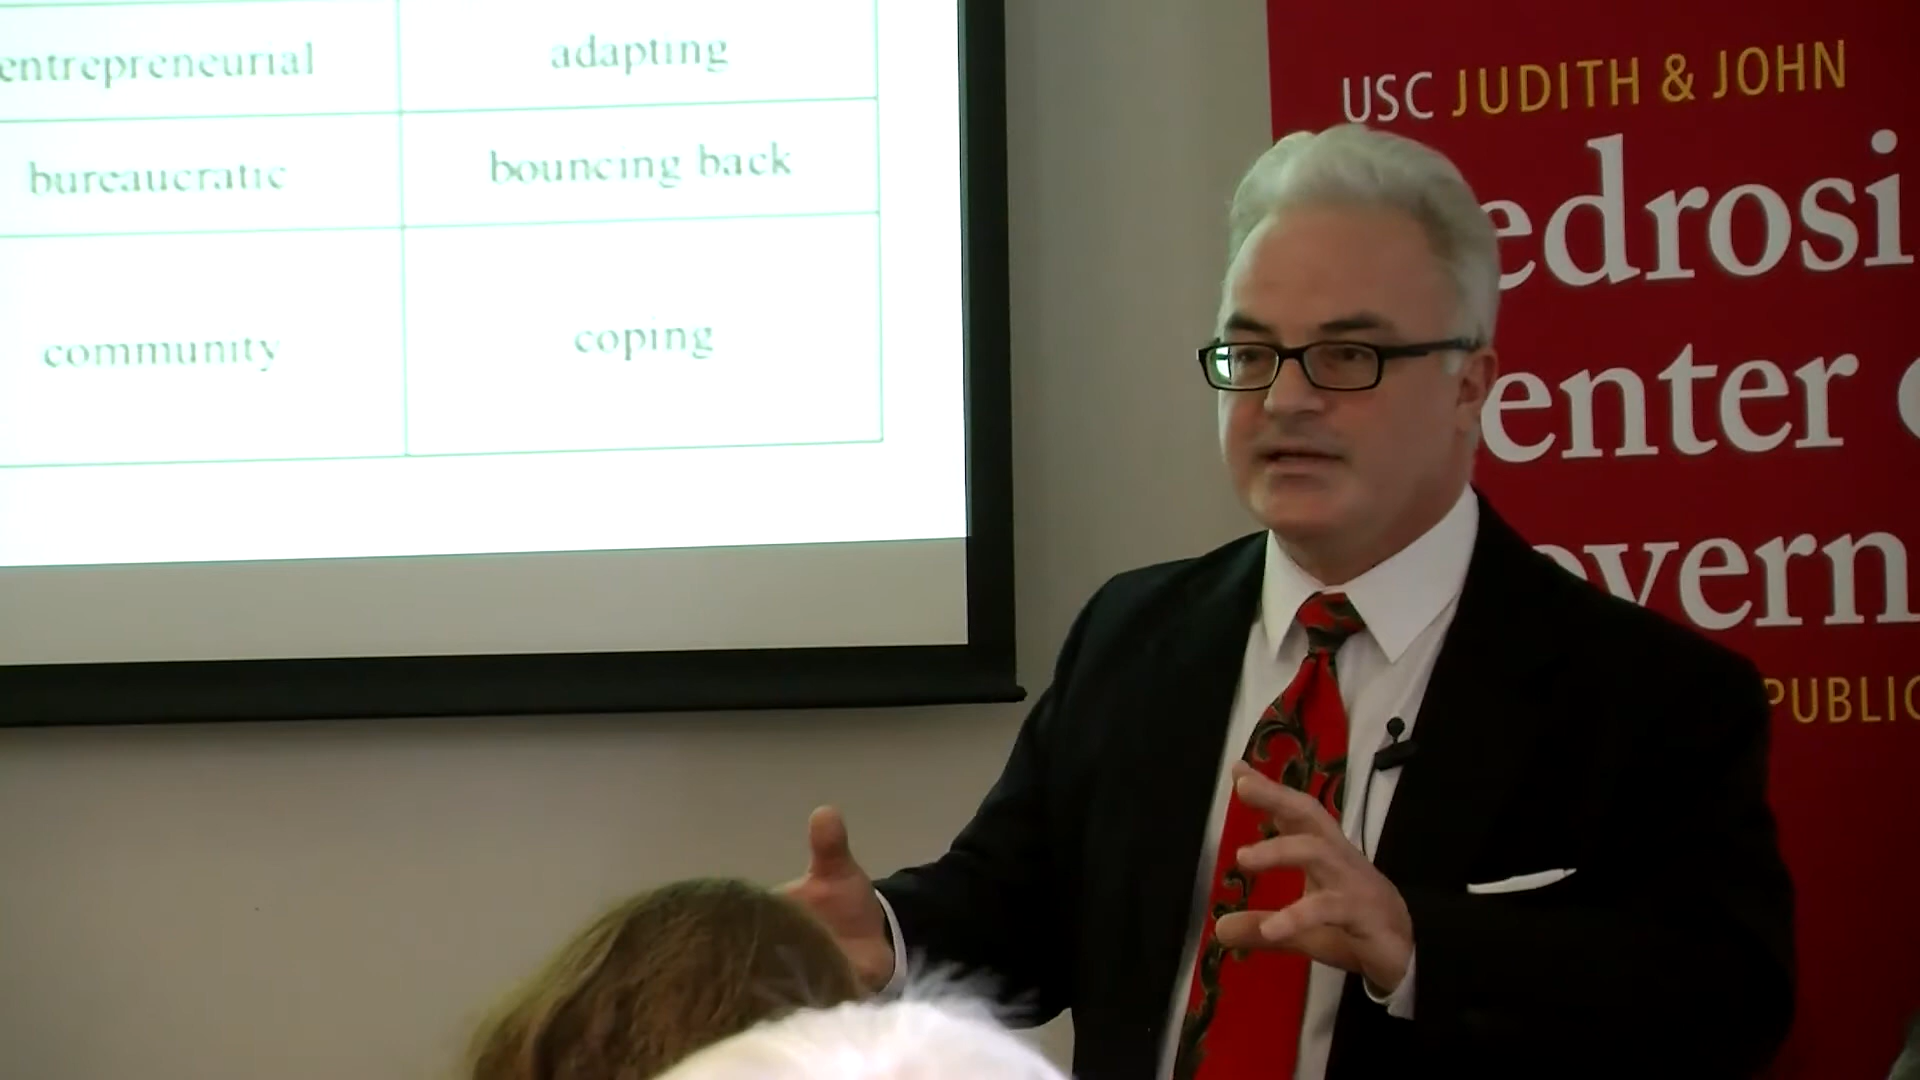 entrepreneurial adapting
bureaucratic bouncing back
community coping
USC JUDITH & JOHN
edrosi
enter
overn
PUBLIC